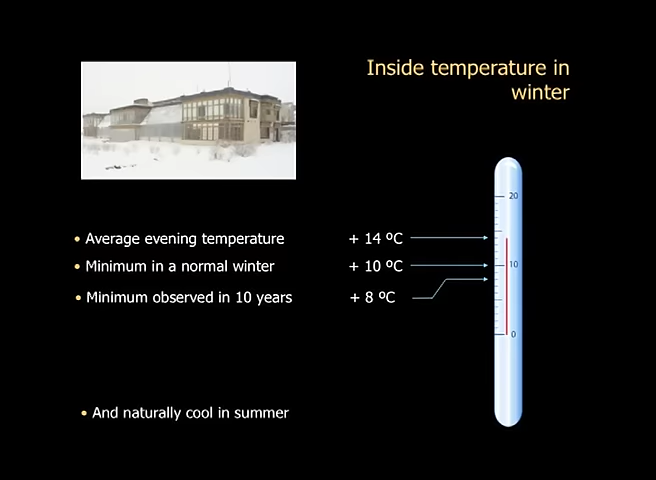 Inside temperature in
winter
• Average evening temperature + 14 ºC
• Minimum in a normal winter + 10 ºC
• Minimum observed in 10 years + 8 ºC
• And naturally cool in summer
20
10
0